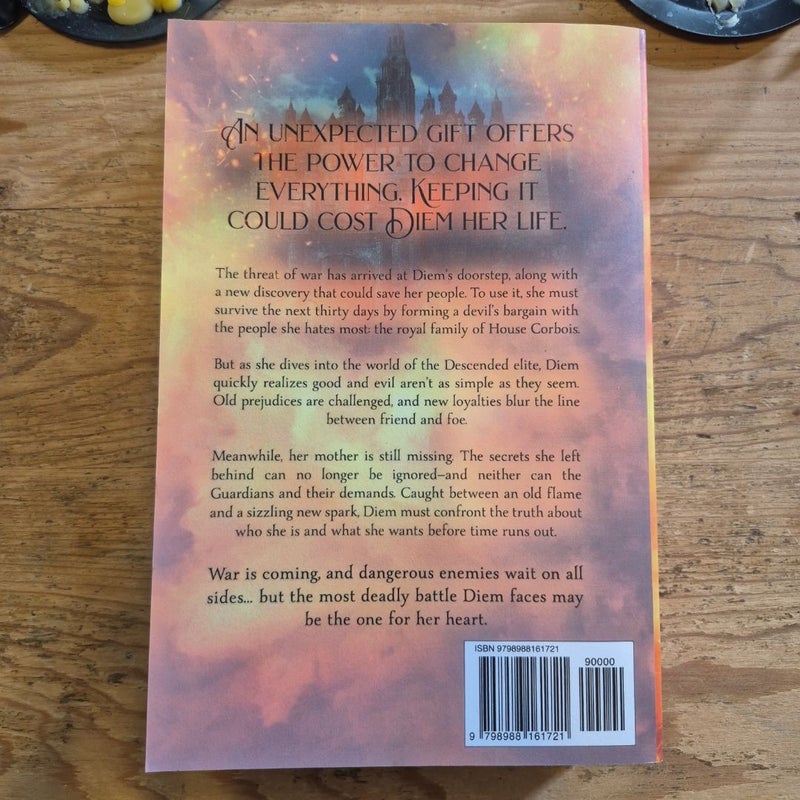 AN UNEXPECTED GIFT OFFERS
THE POWER TO CHANGE
EVERYTHING. KEEPING IT
COULD COST DIEM HER LIFE.
The threat of war has arrived at Diem's doorstep, along with
a new discovery that could save her people. To use it, she must
survive the next thirty days by forming a devil's bargain with
the people she hates most: the royal family of House Corbois.
But as she dives into the world of the Descended elite, Diem
quickly realizes good and evil aren't as simple as they seem.
Old prejudices are challenged, and new loyalties blur the line
between friend and foe.
Meanwhile, her mother is still missing. The secrets she left
behind can no longer be ignored—and neither can the
Guardians and their demands. Caught between an old flame
and a sizzling new spark, Diem must confront the truth about
who she is and what she wants before time runs out.
War is coming, and dangerous enemies wait on all
sides... but the most deadly battle Diem faces may
be the one for her heart.
ISBN 9798988161721
90000
9 798988 161721